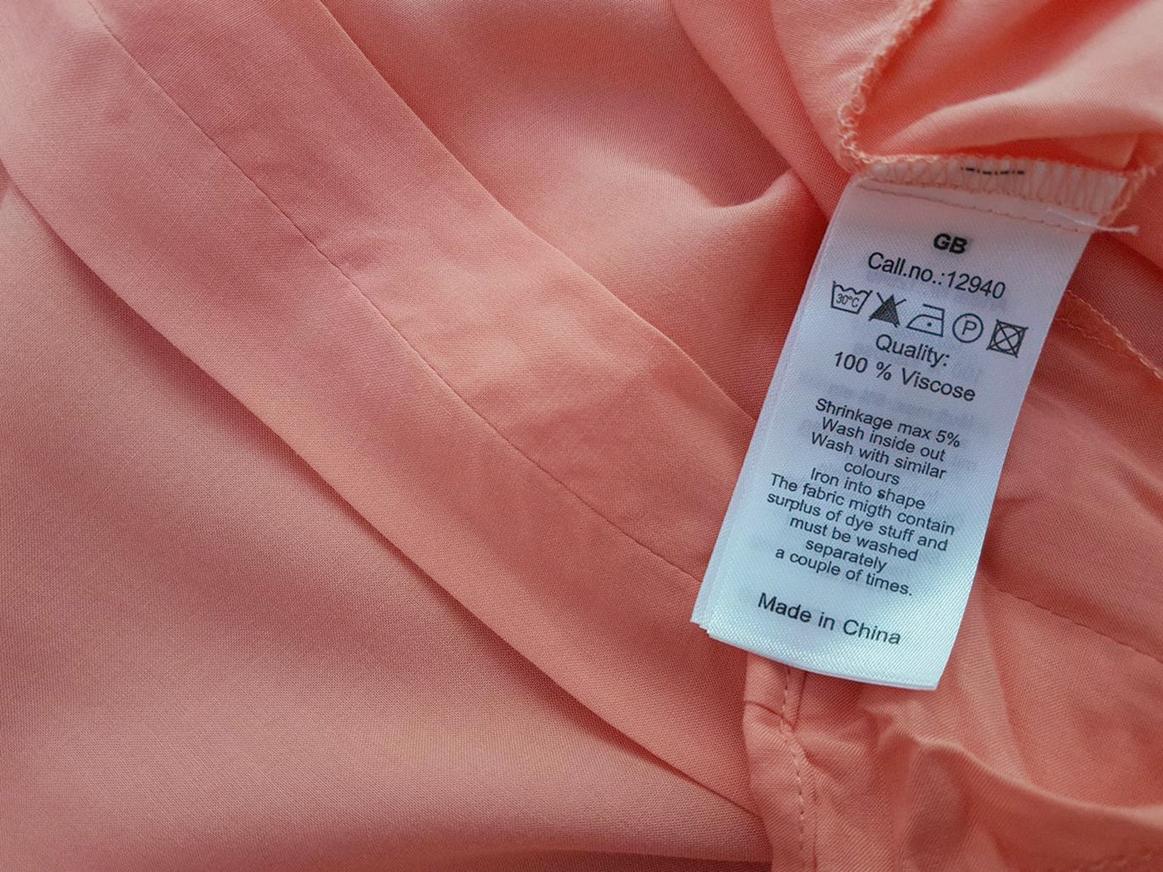 GB
Call.no.:12940
30°C P
Quality:
100 % Viscose
Shrinkage max 5%
Wash inside out
Wash with similar
colours
Iron into shape
The fabric migth contain
surplus of dye stuff and
must be washed
separately
a couple of times.
Made in China